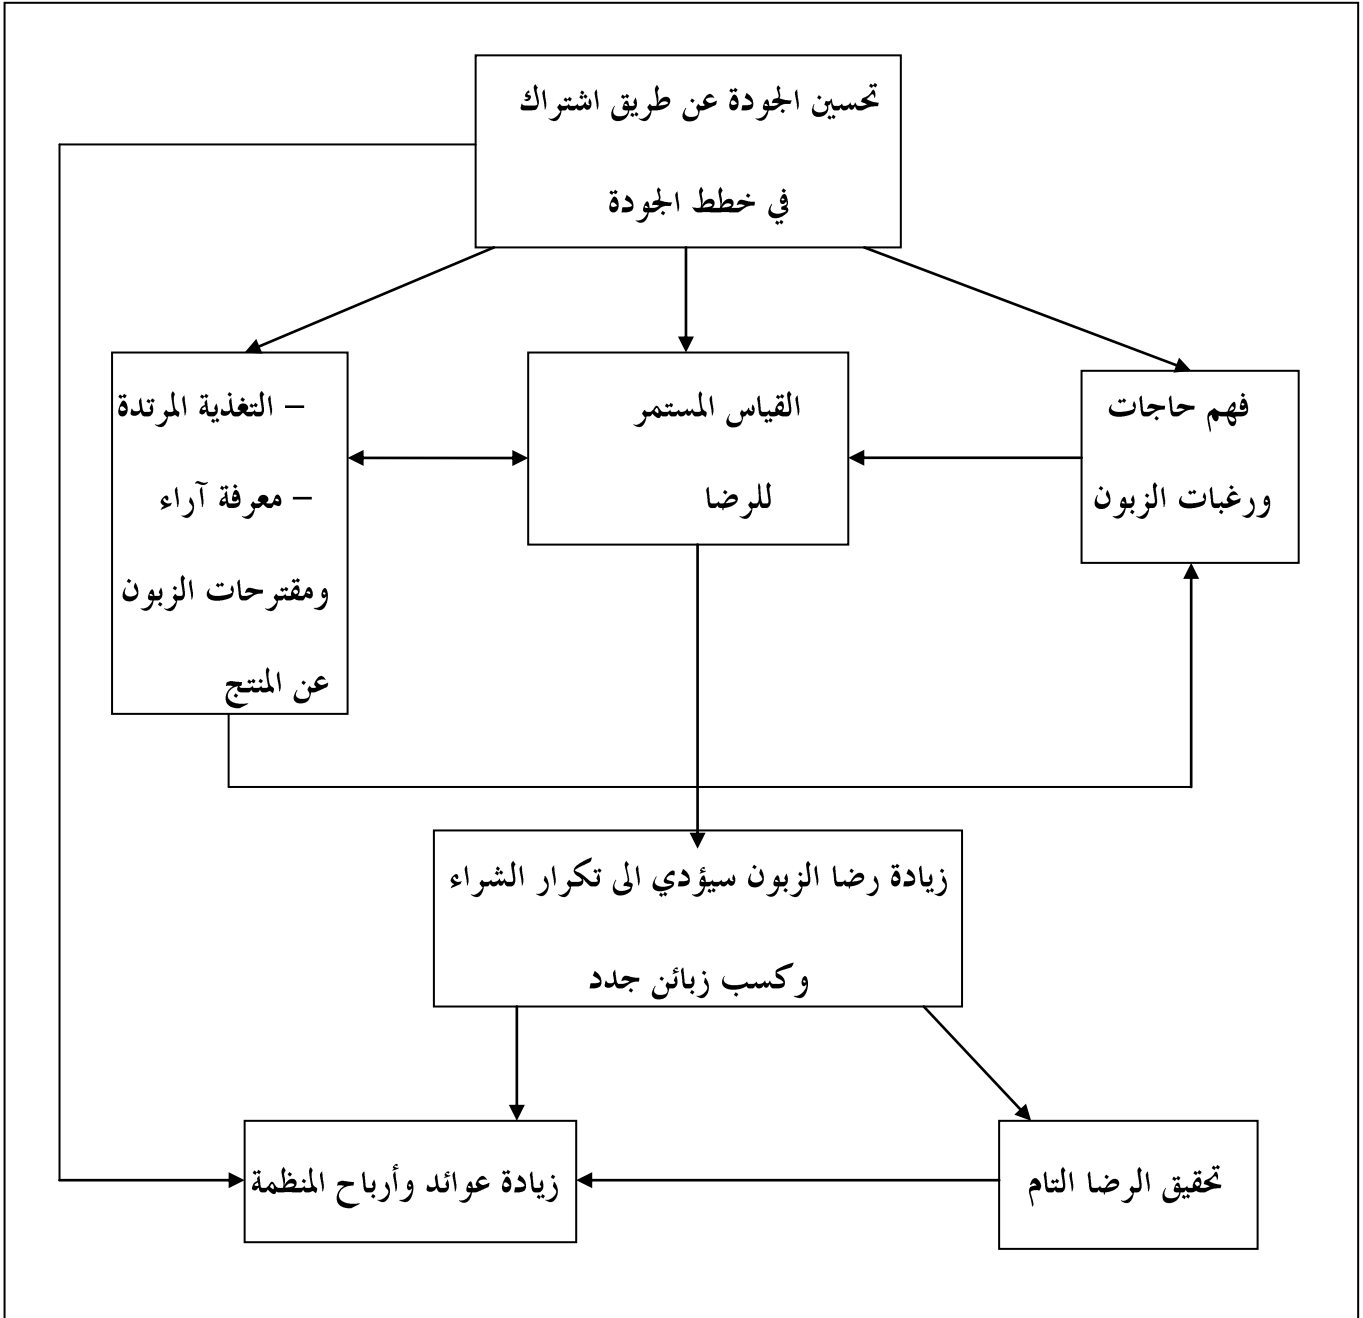 تحسين الجودة عن طريق اشتراك
في خطط الجودة
فهم حاجات
ورغبات الزبون
القياس المستمر
للرضا
– التغذية المرتدة
– معرفة آراء
ومقترحات الزبون
عن المنتج
زيادة رضا الزبون سيؤدي الى تكرار الشراء
وكسب زبائن جدد
تحقيق الرضا التام
زيادة عوائد وأرباح المنظمة